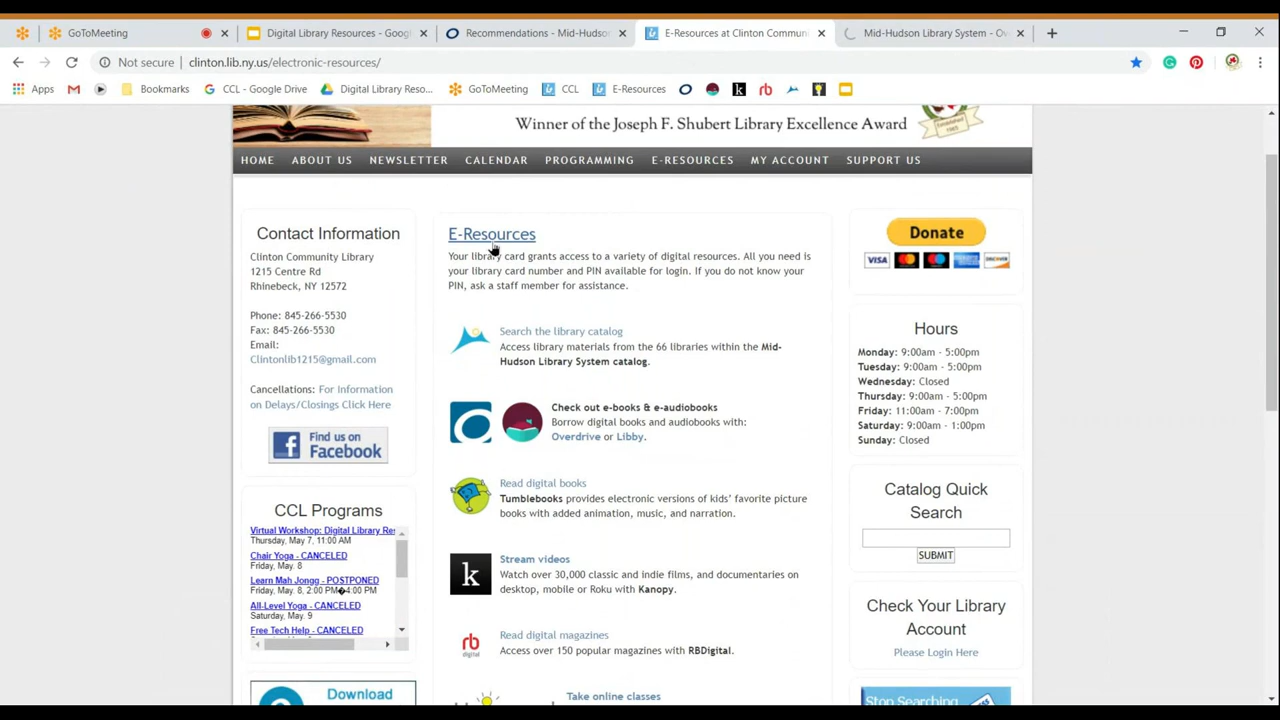 GoToMeeting
Digital Library Resources - Googl
Recommendations - Mid-Hudso
E-Resources at Clinton Commun
Mid-Hudson Library System - Ov
Not secure
clinton.lib.ny.us/electronic-resources/
Apps
Bookmarks
CCL - Google Drive
Digital Library Reso...
GoToMeeting
CCL
E-Resources
Winner of the Joseph F. Shubert Library Excellence Award
HOME ABOUT US NEWSLETTER CALENDAR PROGRAMMING E-RESOURCES MY ACCOUNT SUPPORT US
Contact Information
Clinton Community Library
1215 Centre Rd
Rhinebeck, NY 12572
Phone: 845-266-5530
Fax: 845-266-5530
Email:
Clintonlib1215@gmail.com
Cancellations: For Information
on Delays/Closings Click Here
Find us on
Facebook
CCL Programs
Virtual Workshop: Digital Library Re
Thursday, May 7, 11:00 AM
Chair Yoga - CANCELED
Friday, May. 8
Learn Mah Jongg - POSTPONED
Friday, May. 8, 2:00 PM�4:00 PM
All-Level Yoga - CANCELED
Saturday, May. 9
Free Tech Help - CANCELED
Download
E-Resources
Your library card grants access to a variety of digital resources. All you need is
your library card number and PIN available for login. If you do not know your
PIN, ask a staff member for assistance.
Search the library catalog
Access library materials from the 66 libraries within the Mid-
Hudson Library System catalog.
Check out e-books & e-audiobooks
Borrow digital books and audiobooks with:
Overdrive or Libby.
Read digital books
Tumblebooks provides electronic versions of kids' favorite picture
books with added animation, music, and narration.
k
Stream videos
Watch over 30,000 classic and indie films, and documentaries on
desktop, mobile or Roku with Kanopy.
rb
digital
Read digital magazines
Access over 150 popular magazines with RBDigital.
Take online classes
Donate
VISA
DISCOVER
Hours
Monday: 9:00am - 5:00pm
Tuesday: 9:00am - 5:00pm
Wednesday: Closed
Thursday: 9:00am - 5:00pm
Friday: 11:00am - 7:00pm
Saturday: 9:00am - 1:00pm
Sunday: Closed
Catalog Quick
Search
SUBMIT
Check Your Library
Account
Please Login Here
Stop Searching